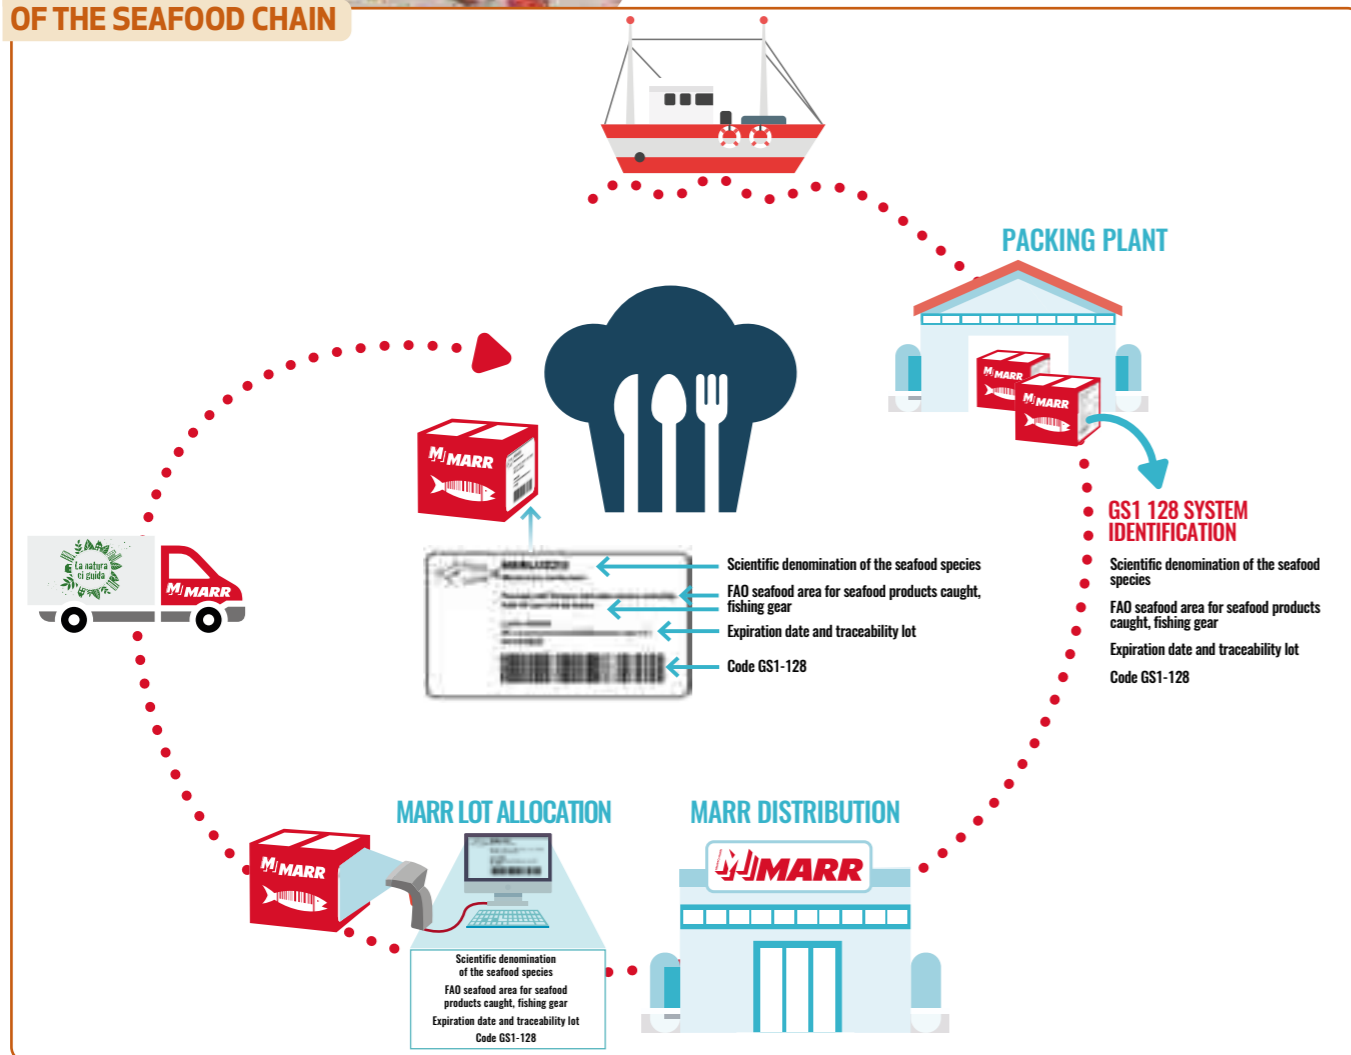 OF THE SEAFOOD CHAIN
PACKING PLANT
M MARR
M MARR
GS1 128 SYSTEM
IDENTIFICATION
Scientific denomination of the seafood
species
FAO seafood area for seafood products
caught, fishing gear
Expiration date and traceability lot
Code GS1-128
M MARR
MERLUZZO
Scientific denomination of the seafood species
FAO seafood area for seafood products caught,
fishing gear
Expiration date and traceability lot
Code GS1-128
La natura
ci guida
M MARR
MARR LOT ALLOCATION
M MARR
Scientific denomination
of the seafood species
FAO seafood area for seafood
products caught, fishing gear
Expiration date and traceability lot
Code GS1-128
MARR DISTRIBUTION
M MARR